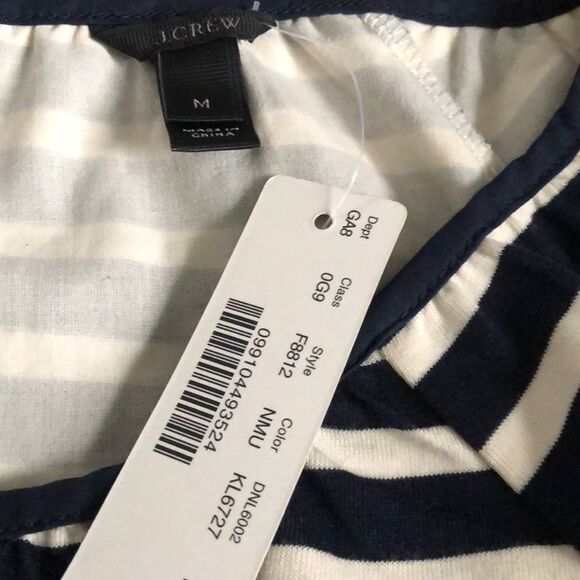 J.CREW
M
MADE IN
CHINA
Dept Class Style Color DNL6002
GA8 0G9 F8812 NMU KL6727
099104493524